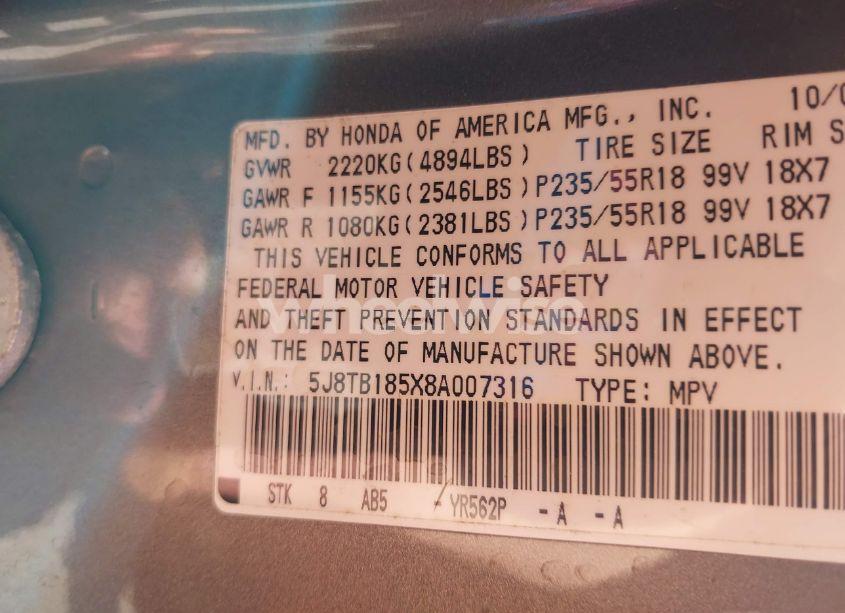 MFD. BY HONDA OF AMERICA MFG., INC. 10/0
GVWR 2220KG(4894LBS) TIRE SIZE RIM S
GAWR F 1155KG(2546LBS)P235/55R18 99V 18X7
GAWR R 1080KG(2381LBS)P235/55R18 99V 18X7
THIS VEHICLE CONFORMS TO ALL APPLICABLE
FEDERAL MOTOR VEHICLE SAFETY
AND THEFT PREVENTION STANDARDS IN EFFECT
ON THE DATE OF MANUFACTURE SHOWN ABOVE.
V.I.N.: 5J8TB185X8A007316 TYPE: MPV
STK 8 AB5 - YR562P -A -A